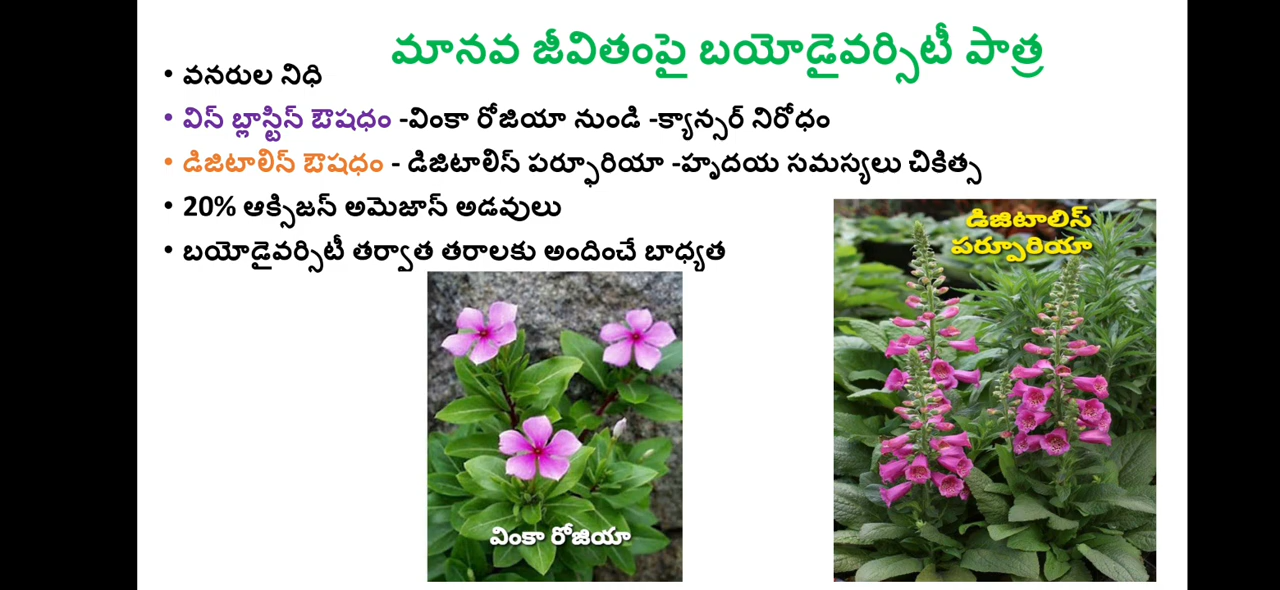 మానవ జీవితంపై బయోడైవర్సిటీ పాత్ర
• వనరుల నిధి
• విస్ బ్లాస్టిస్ ఔషధం -వింకా రోజియా నుండి -క్యాన్సర్ నిరోధం
• డిజిటాలిస్ ఔషధం - డిజిటాలిస్ పర్ఫూరియా -హృదయ సమస్యలు చికిత్స
• 20% ఆక్సిజస్ అమెజాస్ అడవులు
• బయోడైవర్సిటీ తర్వాత తరాలకు అందించే బాధ్యత
డిజిటాలిస్
పర్పూరియా
వింకా రోజియా